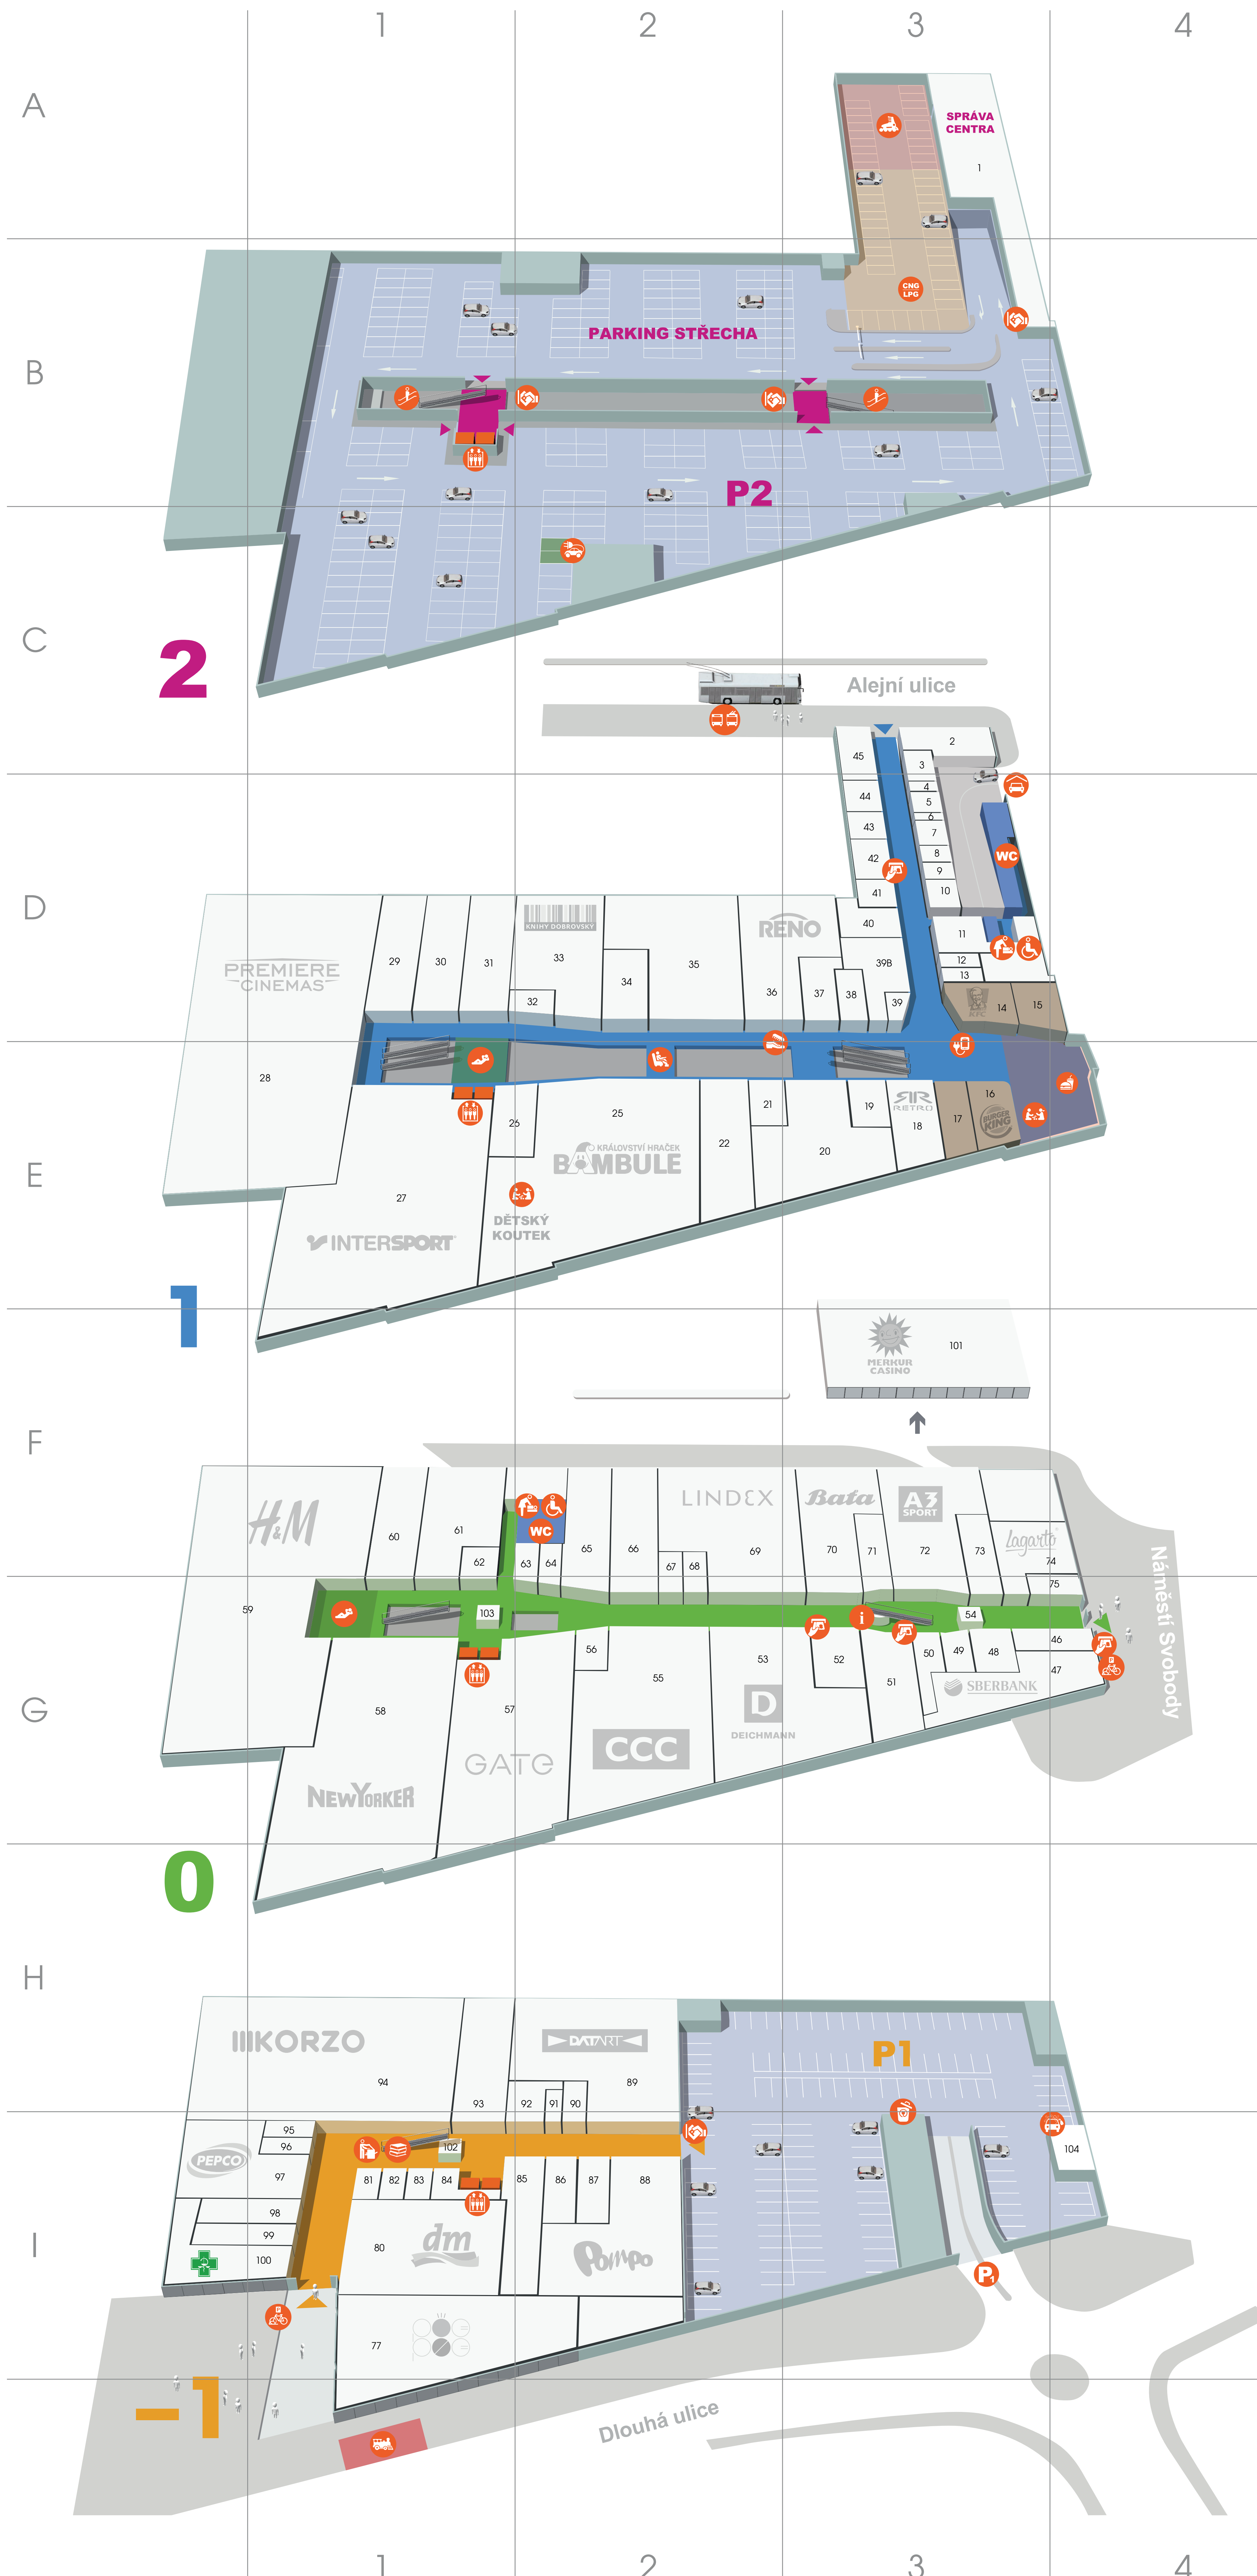 1
2
3
4
A
SPRÁVA
CENTRA
1
CNG
LPG
B
PARKING STŘECHA
P2
C
2
Alejní ulice
45
2
3
44
4
5
43
6
7
42
8
WC
9
41
10
D
KNIHY DOBROVSKÝ
RENO
40
11
PREMIERE
CINEMAS
29
30
31
33
35
39B
12
13
34
36
37
38
39
32
KFC
14
15
28
26
25
21
19
RETRO
16
17
BURGER
KING
18
22
20
KRÁLOVSTVÍ HRAČEK
BAMBULE
E
27
DĚTSKÝ
KOUTEK
INTERSPORT
1
MERKUR
CASINO
101
F
H&M
LINDEX
Baťa
A3
SPORT
WC
60
61
62
63
64
65
66
67
68
69
70
71
72
73
Lagarto
74
75
59
103
i
54
Náměstí Svobody
56
55
53
52
51
50
49
48
46
47
SBERBANK
G
58
57
D
DEICHMANN
CCC
GATE
NEWYORKER
0
H
KORZO
DATART
P1
94
93
92
91
90
89
95
96
PEPCO
97
102
104
81
82
83
84
85
86
87
88
98
99
100
I
80
dm
Pompo
P1
P
77
-1
Dlouhá ulice
1
2
3
4